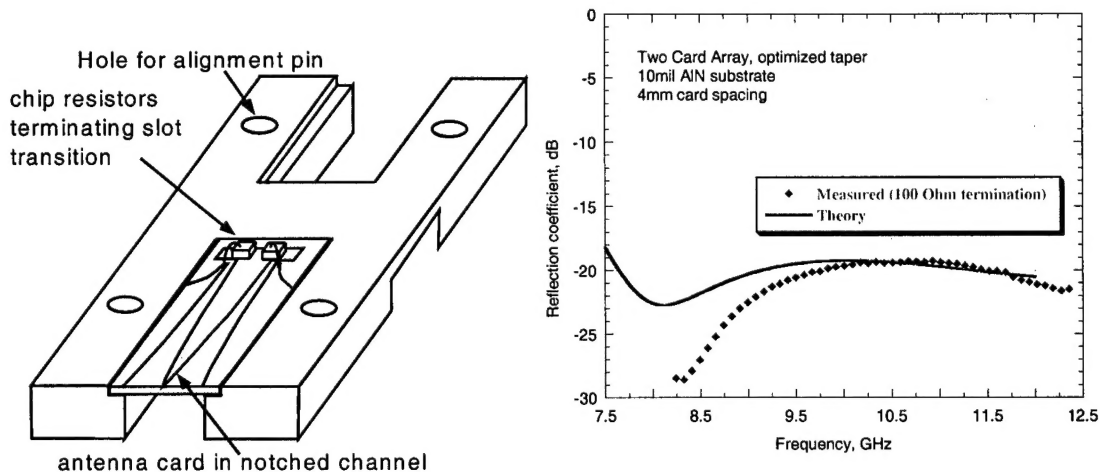 Hole for alignment pin
chip resistors
terminating slot
transition
antenna card in notched channel
0
-5
-10
-15
-20
-25
-30
Reflection coefficient, dB
Two Card Array, optimized taper
10mil AlN substrate
4mm card spacing
Measured (100 Ohm termination)
Theory
7.5
8.5
9.5
10.5
11.5
12.5
Frequency, GHz